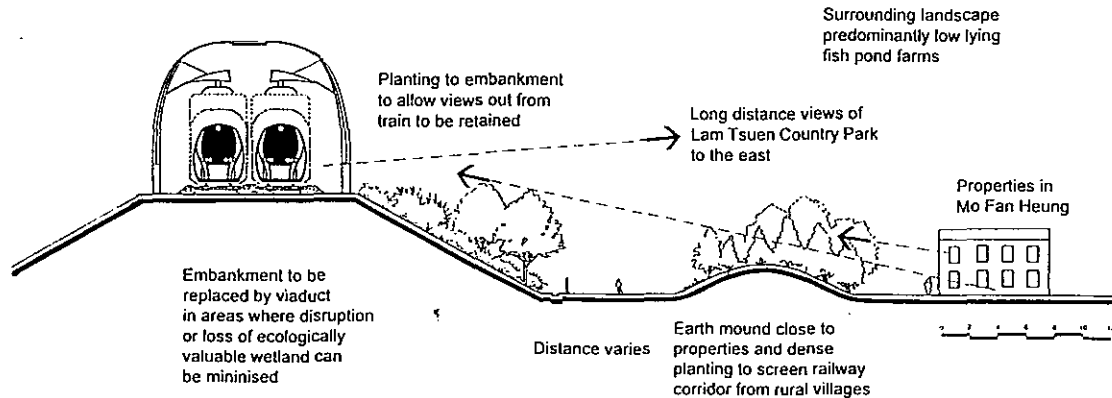 Surrounding landscape
predominantly low lying
fish pond farms
Planting to embankment
to allow views out from
train to be retained
Long distance views of
Lam Tsuen Country Park
to the east
Properties in
Mo Fan Heung
Embankment to be
replaced by viaduct
in areas where disruption
or loss of ecologically
valuable wetland can
be mininised
Distance varies
Earth mound close to
properties and dense
planting to screen railway
corridor from rural villages